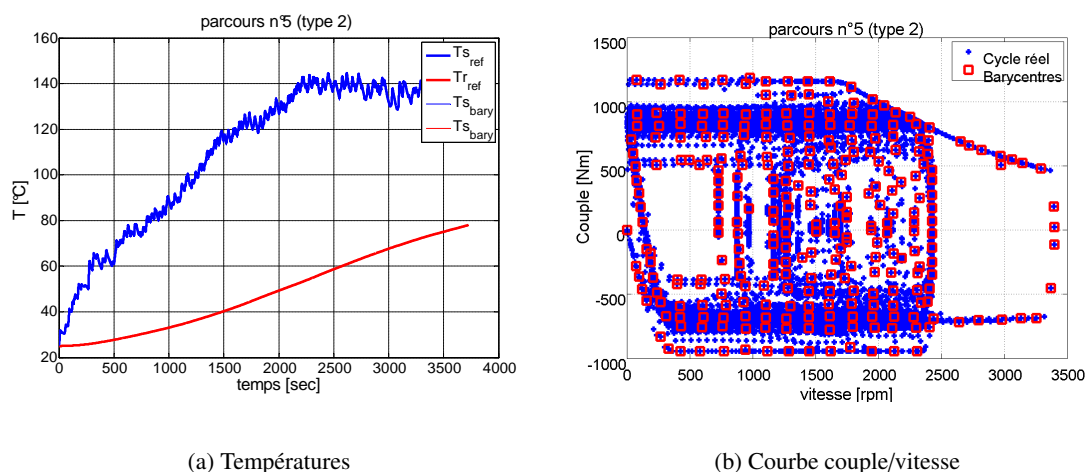 parcours n°5 (type 2)
160
140
120
100
80
60
40
20
T [°C]
0
500
1000
1500
2000
2500
3000
3500
4000
temps [sec]
Ts_ref
Tr_ref
Ts_bary
Ts_bary
(a) Températures
parcours n°5 (type 2)
1500
1000
500
0
-500
-1000
Couple [Nm]
0
500
1000
1500
2000
2500
3000
3500
vitesse [rpm]
Cycle réel
Barycentres
(b) Courbe couple/vitesse